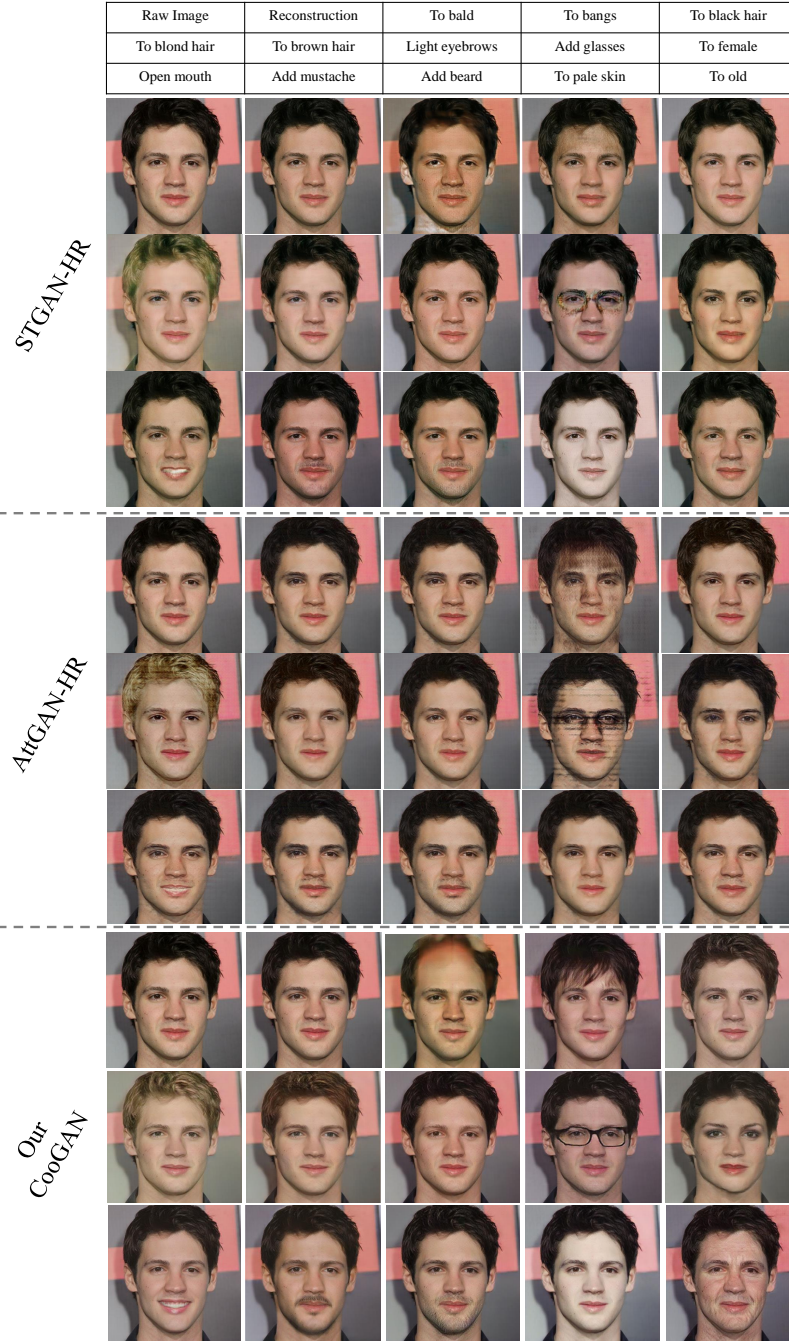 Raw Image Reconstruction To bald To bangs To black hair
To blond hair To brown hair Light eyebrows Add glasses To female
Open mouth Add mustache Add beard To pale skin To old
STGAN-HR
AttGAN-HR
Our
CooGAN